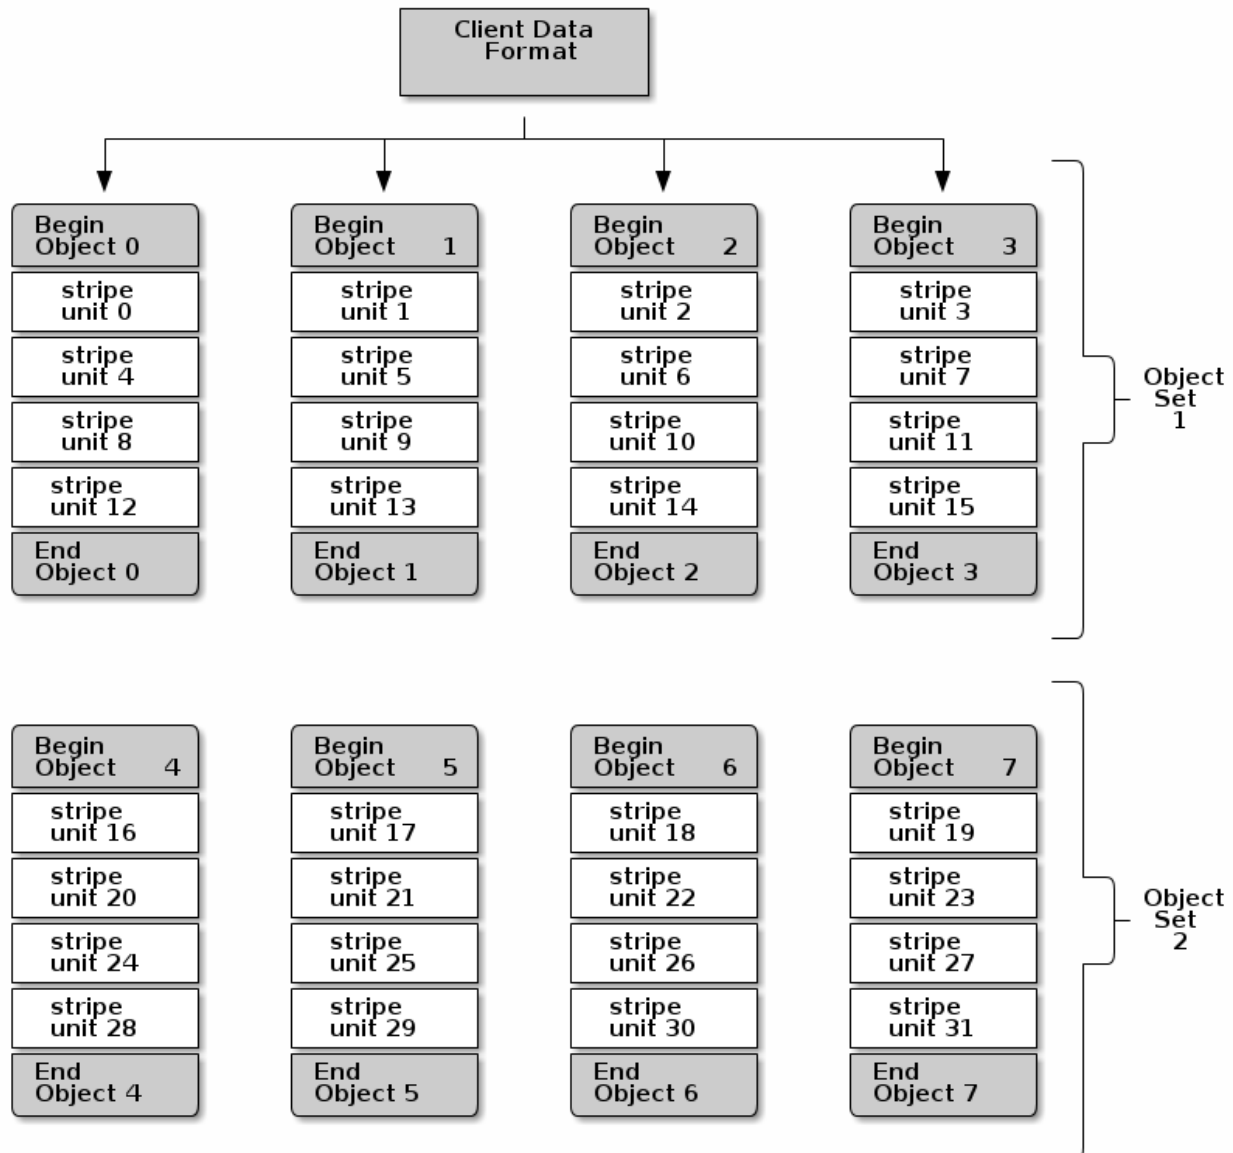 Client Data
Format
Begin
Object 0
Begin
Object 1
Begin
Object 2
Begin
Object 3
stripe
unit 0
stripe
unit 1
stripe
unit 2
stripe
unit 3
stripe
unit 4
stripe
unit 5
stripe
unit 6
stripe
unit 7
Object
Set
1
stripe
unit 8
stripe
unit 9
stripe
unit 10
stripe
unit 11
stripe
unit 12
stripe
unit 13
stripe
unit 14
stripe
unit 15
End
Object 0
End
Object 1
End
Object 2
End
Object 3
Begin
Object 4
Begin
Object 5
Begin
Object 6
Begin
Object 7
stripe
unit 16
stripe
unit 17
stripe
unit 18
stripe
unit 19
stripe
unit 20
stripe
unit 21
stripe
unit 22
stripe
unit 23
Object
Set
2
stripe
unit 24
stripe
unit 25
stripe
unit 26
stripe
unit 27
stripe
unit 28
stripe
unit 29
stripe
unit 30
stripe
unit 31
End
Object 4
End
Object 5
End
Object 6
End
Object 7